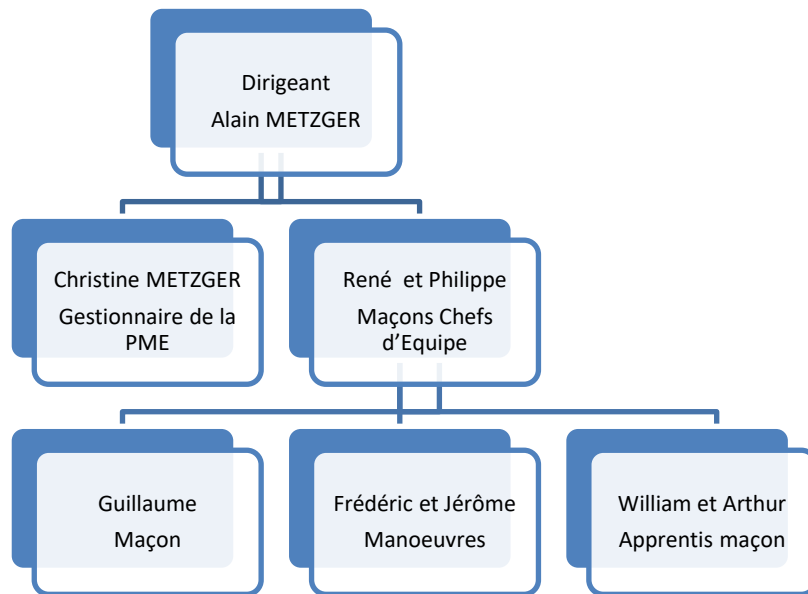 Dirigeant
Alain METZGER
Christine METZGER
Gestionnaire de la
PME
René et Philippe
Maçons Chefs
d’Equipe
Guillaume
Maçon
Frédéric et Jérôme
Manoeuvres
William et Arthur
Apprentis maçon